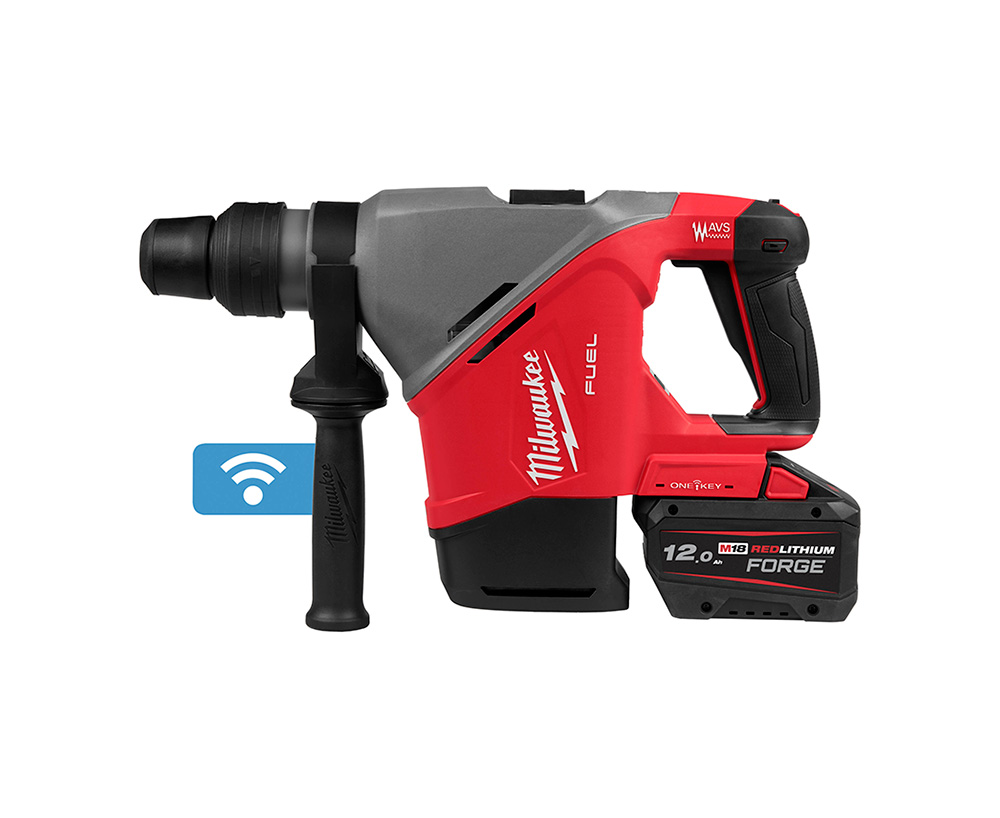 AVS
FUEL
Milwaukee
Milwaukee
ONE KEY
12.0 Ah
M18 REDLITHIUM
FORGE